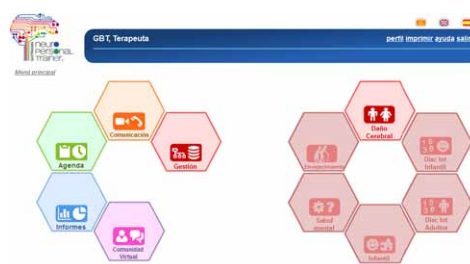 neuro
personal
trainer.
GBT, Terapeuta
perfil imprimir ayuda salir
Menú principal
Comunicación
Agenda
Gestión
Informes
Comunidad
Virtual
Daño
Cerebral
Envejecimiento
Disc Int
Infantil
Salud
mental
Disc Int
Adultos
Infantil